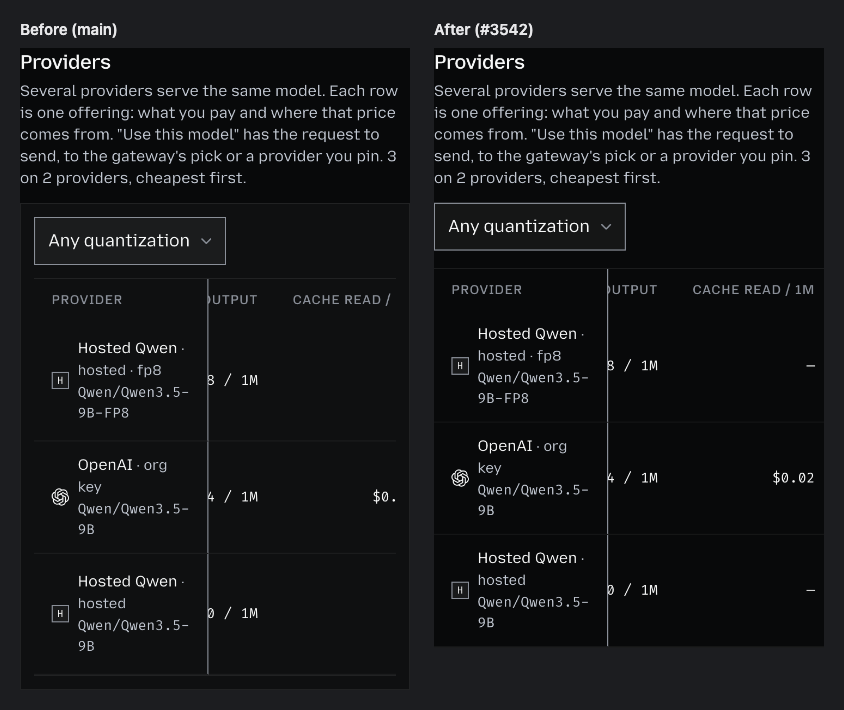 Before (main)
Providers
Several providers serve the same model. Each row
is one offering: what you pay and where that price
comes from. "Use this model" has the request to
send, to the gateway's pick or a provider you pin. 3
on 2 providers, cheapest first.
Any quantization
PROVIDER UTPUT CACHE READ /
Hosted Qwen ·
hosted · fp8
H 8 / 1M
Qwen/Qwen3.5-
9B-FP8
OpenAI · org
key
4 / 1M $0.
Qwen/Qwen3.5-
9B
Hosted Qwen ·
hosted
H 0 / 1M
Qwen/Qwen3.5-
9B
After (#3542)
Providers
Several providers serve the same model. Each row
is one offering: what you pay and where that price
comes from. "Use this model" has the request to
send, to the gateway's pick or a provider you pin. 3
on 2 providers, cheapest first.
Any quantization
PROVIDER UTPUT CACHE READ / 1M
Hosted Qwen ·
hosted · fp8
H 8 / 1M —
Qwen/Qwen3.5-
9B-FP8
OpenAI · org
key
4 / 1M $0.02
Qwen/Qwen3.5-
9B
Hosted Qwen ·
hosted
H 0 / 1M —
Qwen/Qwen3.5-
9B